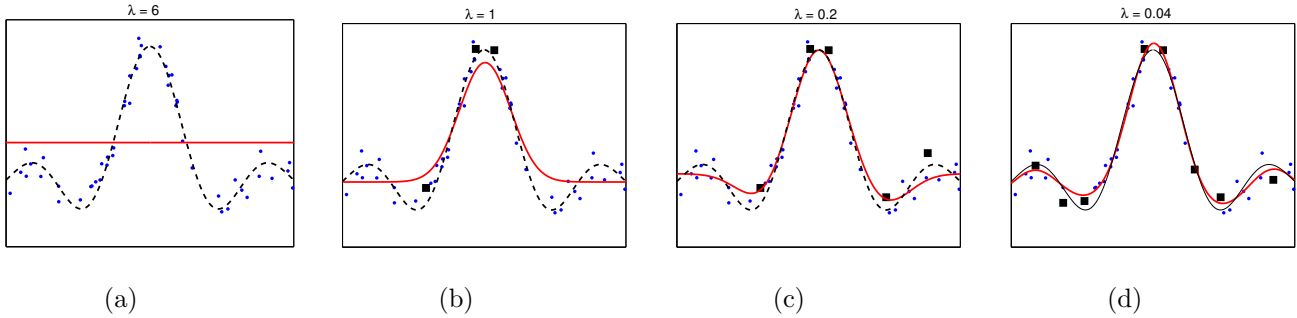 λ = 6
λ = 1
λ = 0.2
λ = 0.04
(a)
(b)
(c)
(d)